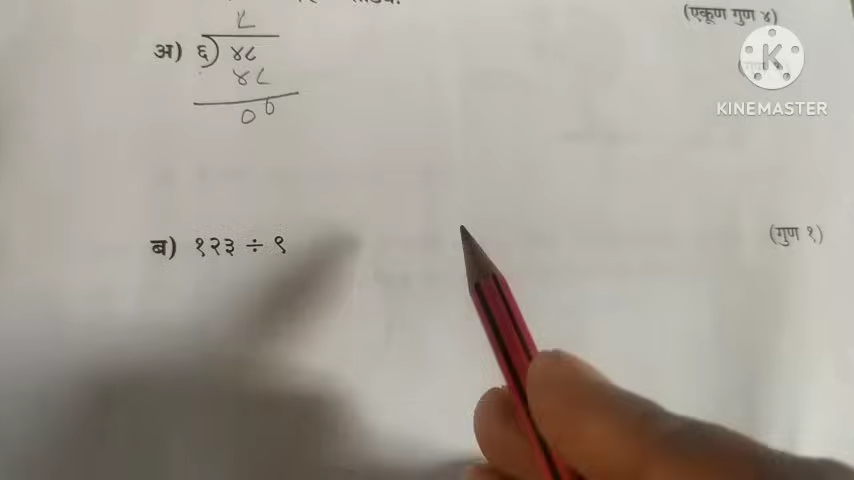 (एकूण गुण ४)
८
अ) ६) ४८
४८
००
KINEMASTER
ब) १२३ ÷ ९
(गुण १)